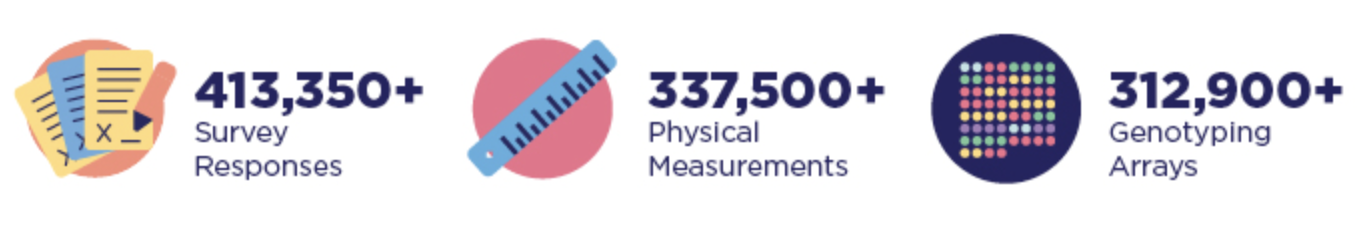 413,350+
Survey
Responses
337,500+
Physical
Measurements
312,900+
Genotyping
Arrays